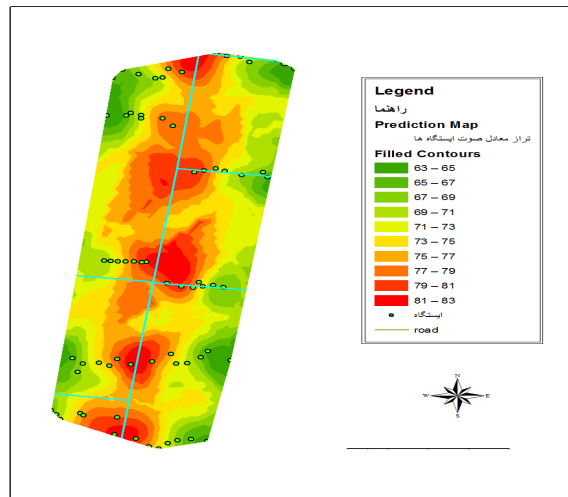 Legend
راهنما
Prediction Map
تراز معادل صوت ایستگاه ها
Filled Contours
63 – 65
65 – 67
67 – 69
69 – 71
71 – 73
73 – 75
75 – 77
77 – 79
79 – 81
81 – 83
ایستگاه
road
N
W E
S